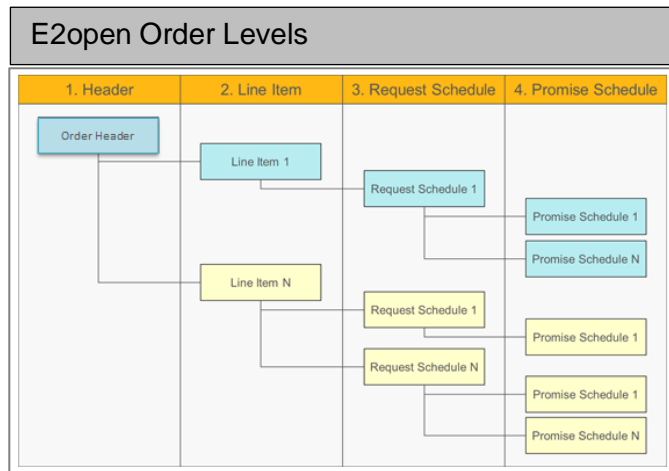 E2open Order Levels
1. Header
2. Line Item
3. Request Schedule
4. Promise Schedule
Order Header
Line Item 1
Request Schedule 1
Promise Schedule 1
Promise Schedule N
Line Item N
Request Schedule 1
Promise Schedule 1
Request Schedule N
Promise Schedule 1
Promise Schedule N